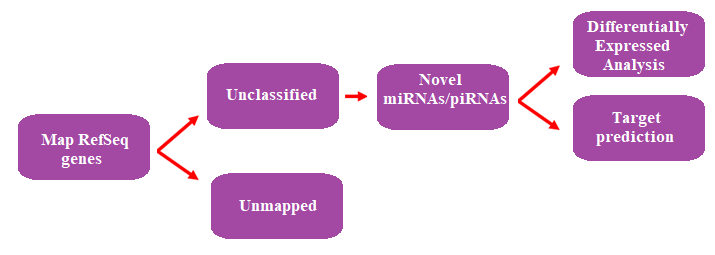 Map RefSeq
genes
Unclassified
Unmapped
Novel
miRNAs/piRNAs
Differentially
Expressed
Analysis
Target
prediction